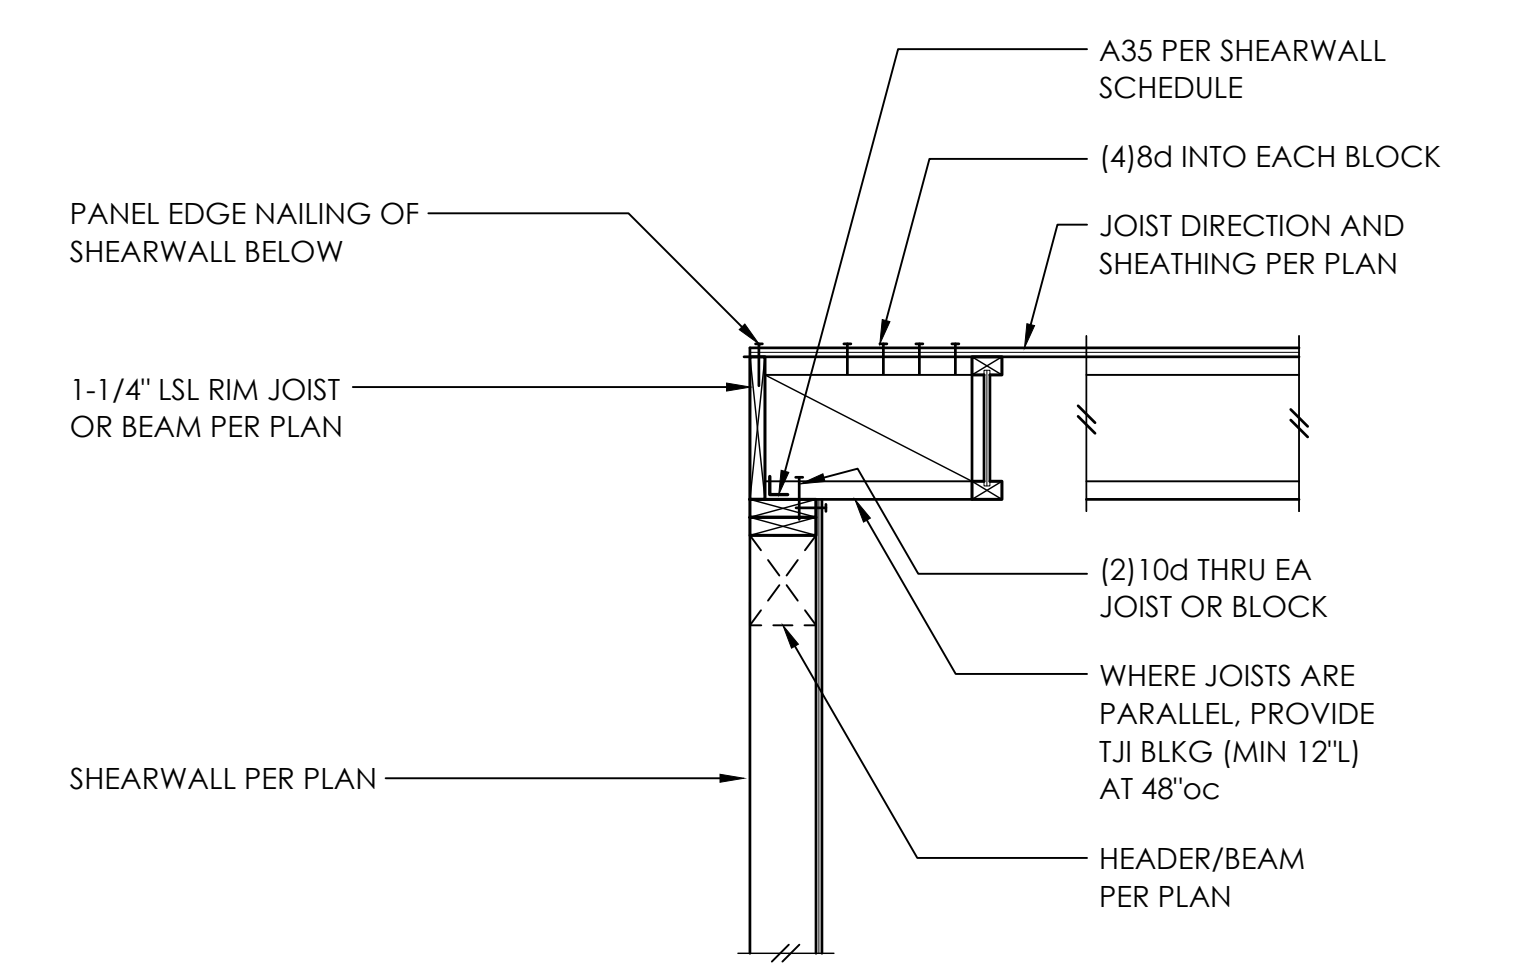 A35 PER SHEARWALL
SCHEDULE
(4)8d INTO EACH BLOCK
JOIST DIRECTION AND
SHEATHING PER PLAN
PANEL EDGE NAILING OF
SHEARWALL BELOW
1-1/4" LSL RIM JOIST
OR BEAM PER PLAN
SHEARWALL PER PLAN
(2)10d THRU EA
JOIST OR BLOCK
WHERE JOISTS ARE
PARALLEL, PROVIDE
TJI BLKG (MIN 12"L)
AT 48"oc
HEADER/BEAM
PER PLAN